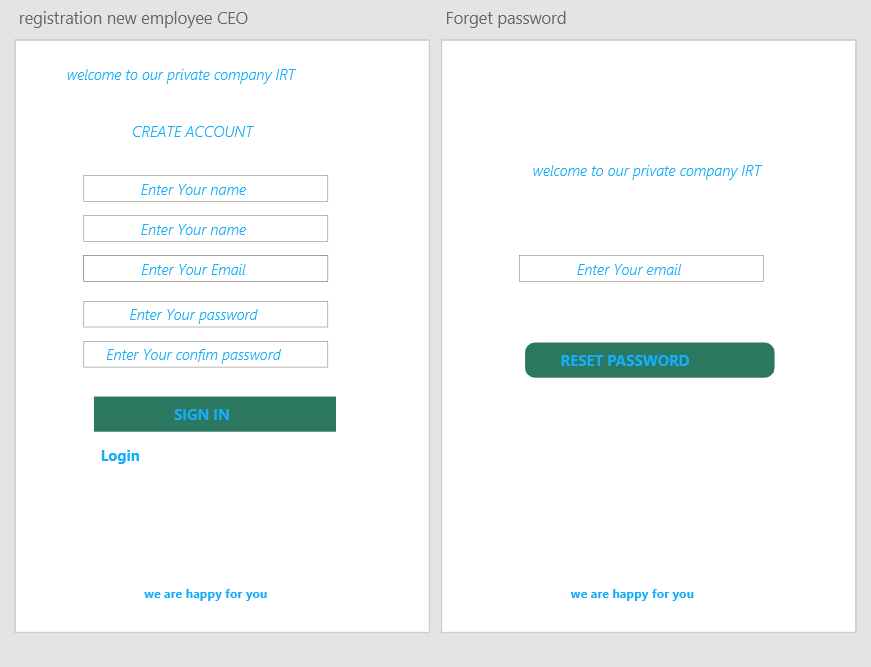 registration new employee CEO
welcome to our private company IRT
CREATE ACCOUNT
Enter Your name
Enter Your name
Enter Your Email
Enter Your password
Enter Your confim password
SIGN IN
Login
we are happy for you
Forget password
welcome to our private company IRT
Enter Your email
RESET PASSWORD
we are happy for you